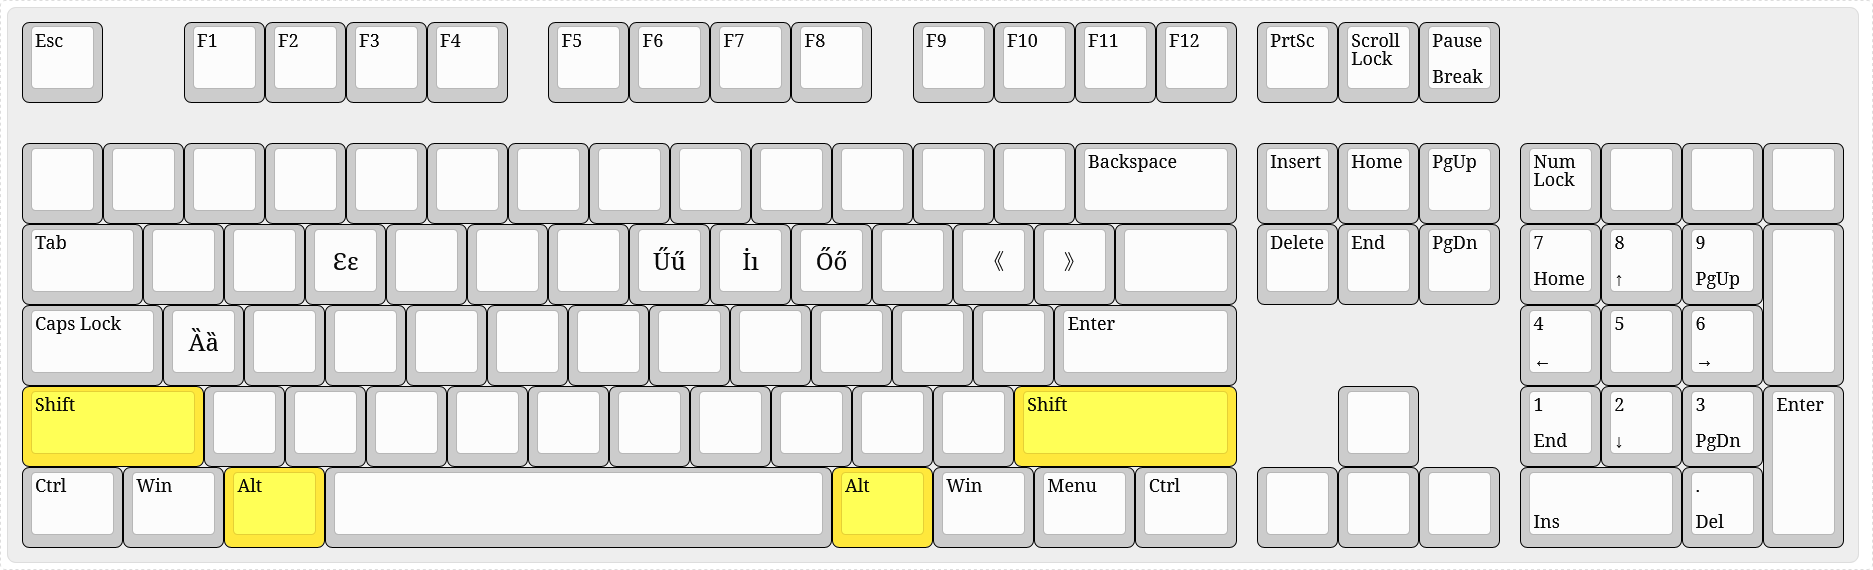 Esc
F1
F2
F3
F4
F5
F6
F7
F8
F9
F10
F11
F12
PrtSc
Scroll
Lock
Pause
Break
Backspace
Insert
Home
PgUp
Num
Lock
Tab
Ɛɛ
Űű
İı
Őő
《
》
Delete
End
PgDn
7
Home
8
↑
9
PgUp
Caps Lock
Ȁȁ
Enter
4
←
5
6
→
Shift
Shift
1
End
2
↓
3
PgDn
Enter
Ctrl
Win
Alt
Alt
Win
Menu
Ctrl
Ins
.
Del